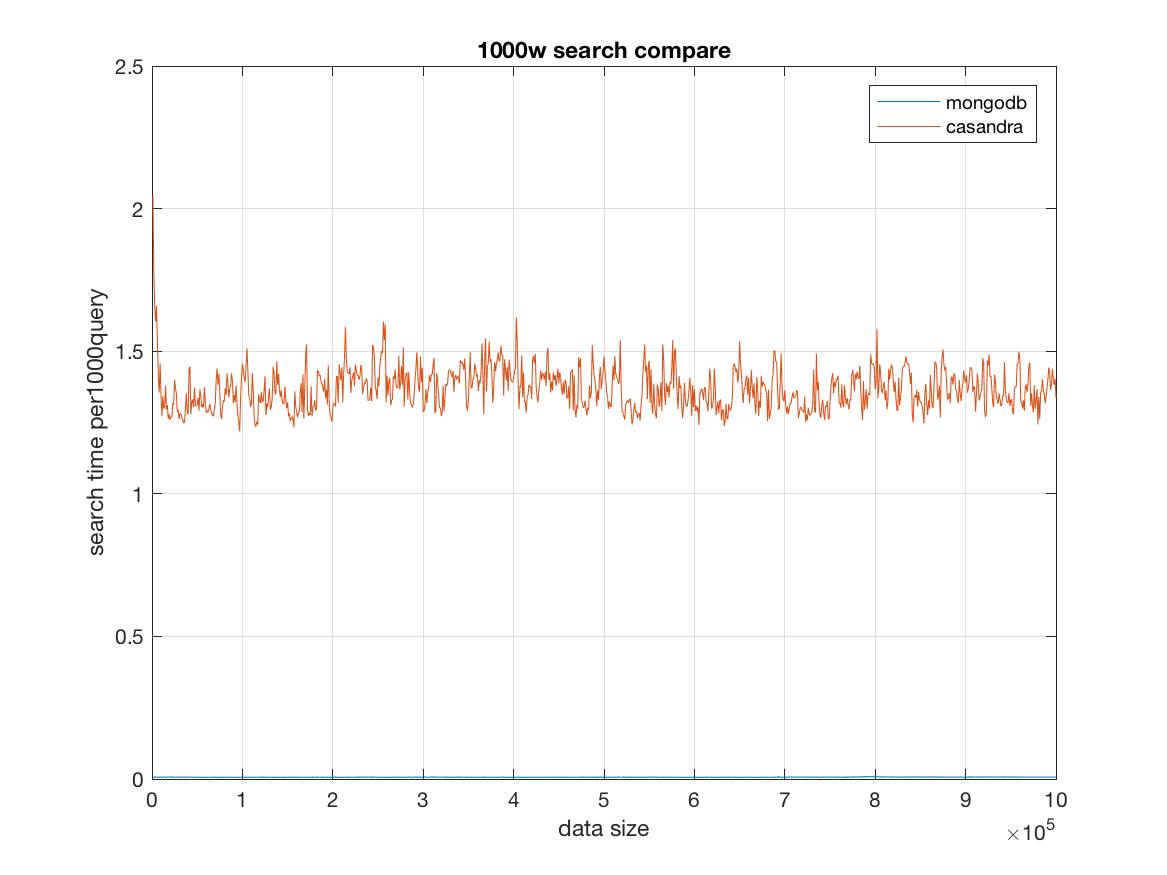 1000w search compare
mongodb
casandra
2.5
2
1.5
1
0.5
0
search time per1000query
0 1 2 3 4 5 6 7 8 9 10
data size
×10^5